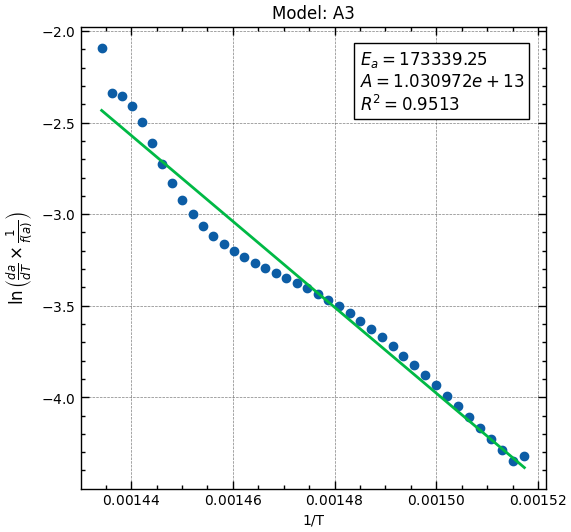 Model: A3
−2.0
−2.5
−3.0
−3.5
−4.0
ln (da/dT × 1/f(a))
E_a = 173339.25
A = 1.030972e + 13
R² = 0.9513
0.00144 0.00146 0.00148 0.00150 0.00152
1/T